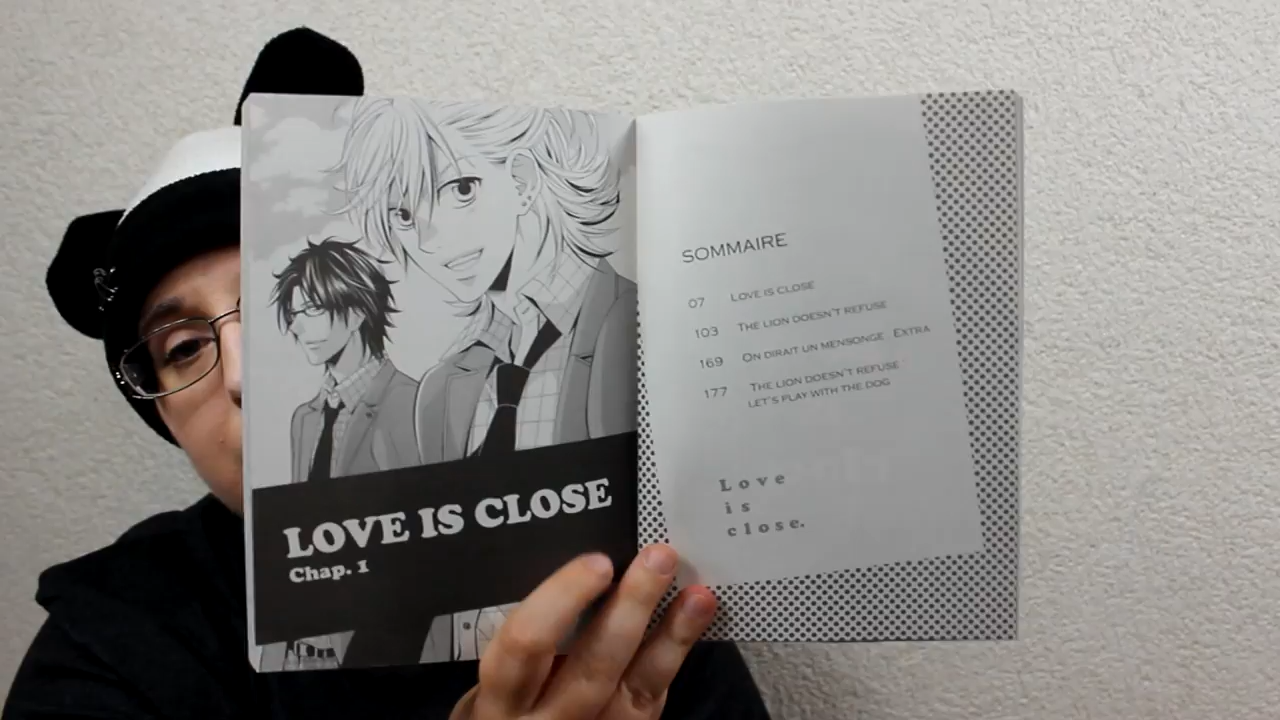 LOVE IS CLOSE
Chap. 1
SOMMAIRE
07 LOVE IS CLOSE
103 THE LION DOESN'T REFUSE
169 ON DIRAIT UN MENSONGE EXTRA
177 THE LION DOESN'T REFUSE
LET'S PLAY WITH THE DOG
Love
is
close.